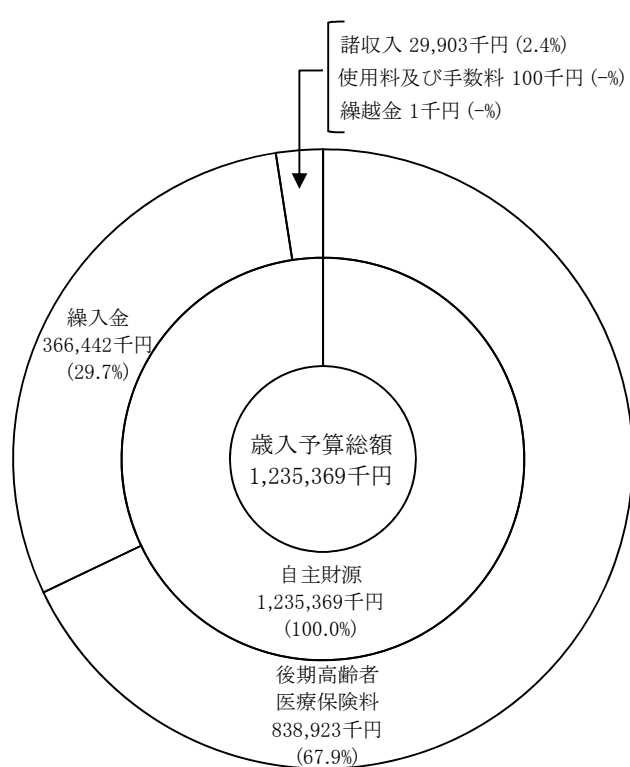 諸収入 29,903千円 (2.4%)
使用料及び手数料 100千円 (-%)
繰越金 1千円 (-%)
繰入金
366,442千円
(29.7%)
歳入予算総額
1,235,369千円
自主財源
1,235,369千円
(100.0%)
後期高齢者
医療保険料
838,923千円
(67.9%)